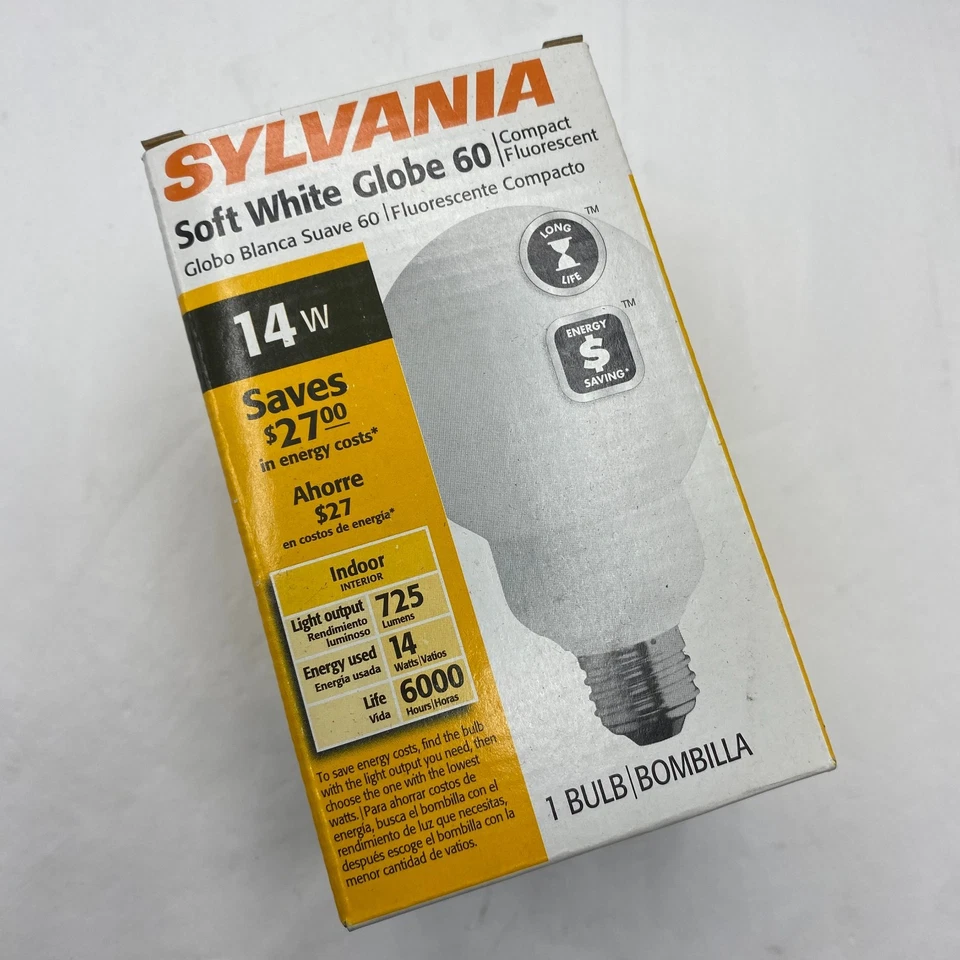 SYLVANIA
Soft White Globe 60 | Compact Fluorescent
Globo Blanca Suave 60 | Fluorescente Compacto
LONG
LIFE
TM
ENERGY
$
SAVING*
TM
14 W
Saves
$27 00
in energy costs*
Ahorre
$27
en costos de energía*
Indoor
INTERIOR
Light output
Rendimiento
luminoso
725
Lumens
Energy used
Energía usada
14
Watts|Vatios
Life
Vida
6000
Hours|Horas
To save energy costs, find the bulb
with the light output you need, then
choose the one with the lowest
watts. | Para ahorrar costos de
energía, busca el bombilla con el
rendimiento de luz que necesitas,
después escoge el bombilla con la
menor cantidad de vatios.
1 BULB|BOMBILLA